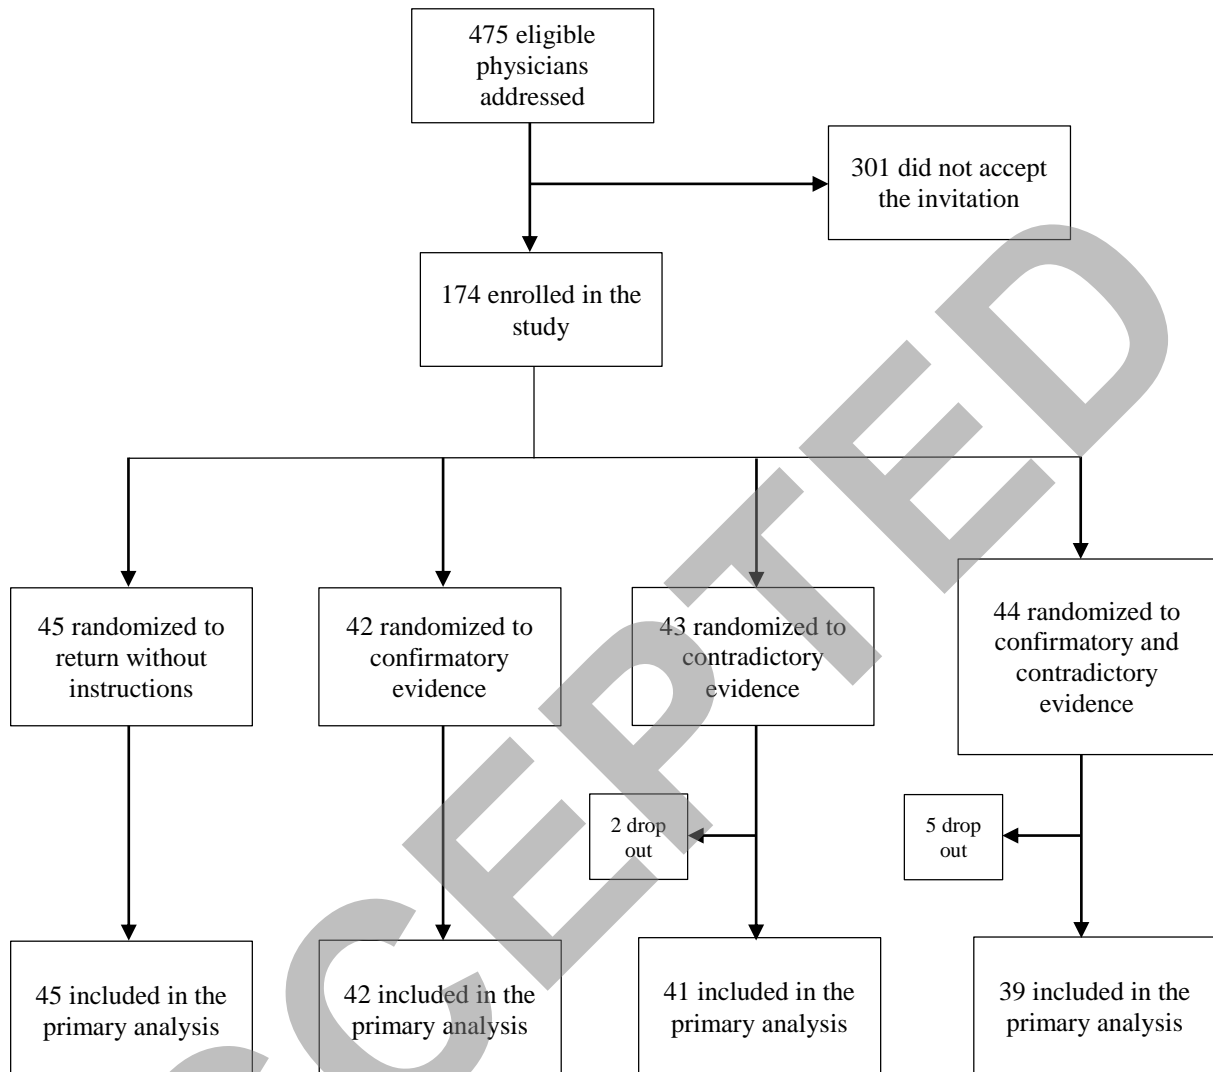 475 eligible
physicians
addressed
301 did not accept
the invitation
174 enrolled in the
study
45 randomized to
return without
instructions
42 randomized to
confirmatory
evidence
43 randomized to
contradictory
evidence
44 randomized to
confirmatory and
contradictory
evidence
2 drop
out
5 drop
out
45 included in the
primary analysis
42 included in the
primary analysis
41 included in the
primary analysis
39 included in the
primary analysis
CCEPTED